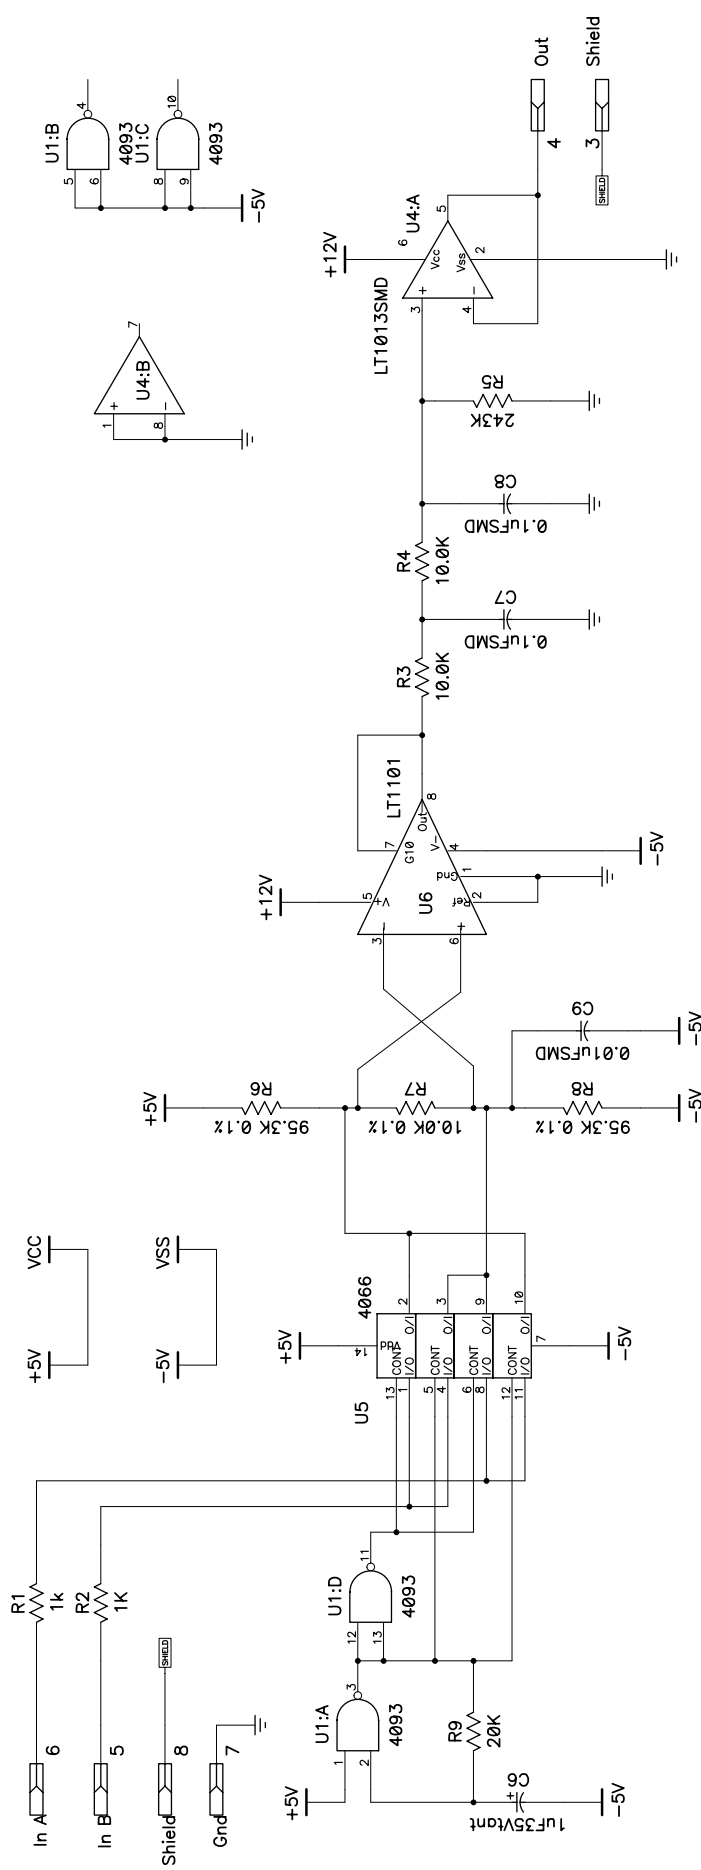 Out
4
Shield
3
SHIELD
U1:B
4093
5
6
4
U1:C
4093
8
9
10
-5V
U4:B
1
8
7
+
-
U4:A
LT1013SMD
+12V
6
Vcc
Vss
2
3
4
5
+
-
R5
243K
C8
0.1uFSMD
R4
10.0K
C7
0.1uFSMD
R3
10.0K
LT1101
U6
+12V
5
V+
7
G10
Out
8
V-
4
Gnd
1
Ref
2
3
-
6
+
-5V
+5V
R6
95.3K 0.1%
R7
10.0K 0.1%
R8
95.3K 0.1%
C9
0.01uFSMD
-5V
-5V
VCC
+5V
VSS
-5V
4066
U5
+5V
14
Vdd
13
CONT
1
I/O
O/I
2
5
CONT
4
I/O
O/I
3
6
CONT
8
I/O
O/I
9
12
CONT
11
I/O
O/I
10
7
-5V
R1
1k
R2
1K
U1:D
4093
12
13
11
U1:A
4093
1
2
3
+5V
R9
20K
C6
+
1uF35Vtant
-5V
In A
6
In B
5
Shield
8
SHIELD
Gnd
7